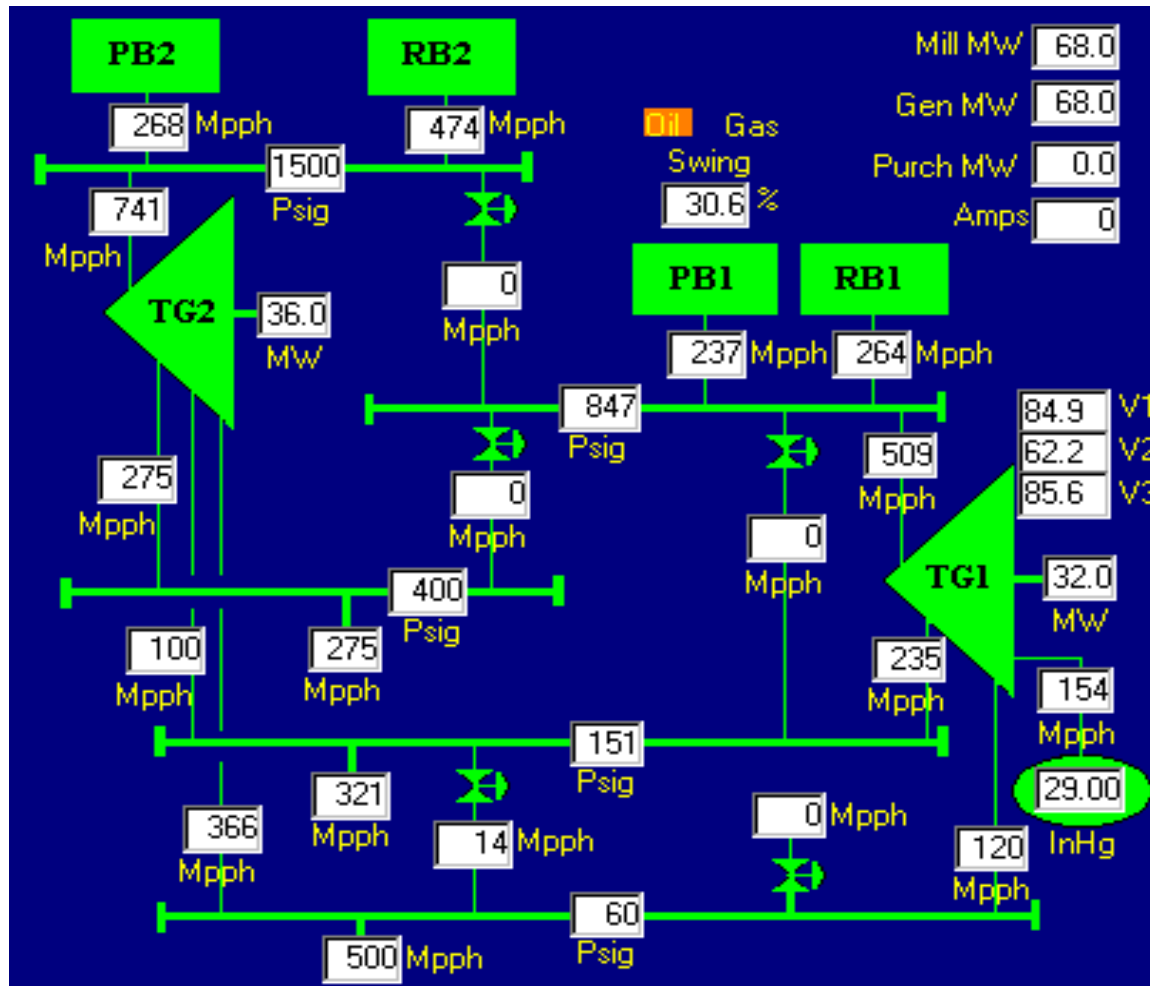 PB2
RB2
Mill MW 68.0
Gen MW 68.0
268 Mpph
474 Mpph
Oil Gas
Swing
30.6 %
Purch MW 0.0
Amps 0
1500
Psig
741
Mpph
TG2
36.0
MW
0
Mpph
PB1
RB1
237 Mpph
264 Mpph
847
Psig
84.9 V1
62.2 V2
85.6 V3
509
Mpph
275
Mpph
0
Mpph
0
Mpph
TG1
32.0
MW
400
Psig
100
Mpph
275
Mpph
235
Mpph
154
Mpph
151
Psig
321
Mpph
29.00
InHg
366
Mpph
14 Mpph
0 Mpph
120
Mpph
60
Psig
500 Mpph